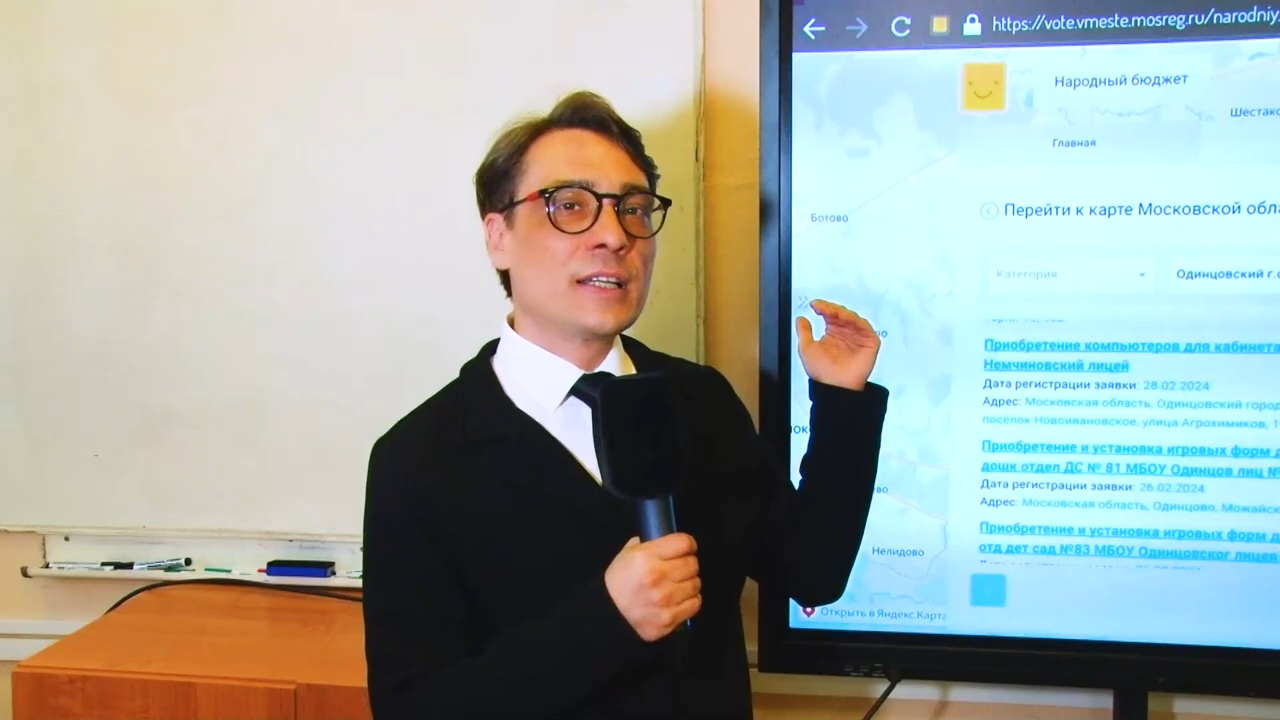 https://vote.vmeste.mosreg.ru/narodniy
Народный бюджет
Шестако
Главная
Ботово
Перейти к карте Московской обла
Категория
Одинцовский г.о
Приобретение компьютеров для кабинета
Немчиновский лицей
Дата регистрации заявки: 28.02.2024
Адрес: Московская область, Одинцовский город
посёлок Новоивановское, улица Агрохимиков, 1
Приобретение и установка игровых форм д
дошк отдел ДС № 81 МБОУ Одинцов лиц №
Дата регистрации заявки: 26.02.2024
Адрес: Московская область, Одинцово, Можайск
Нелидово
Приобретение и установка игровых форм д
отд дет сад №83 МБОУ Одинцовског лицея
Открыть в Яндекс.Карта